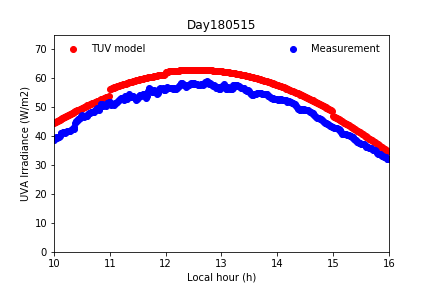 Day180515
TUV model
Measurement
UVA Irradiance (W/m2)
70
60
50
40
30
20
10
0
10 11 12 13 14 15 16
Local hour (h)